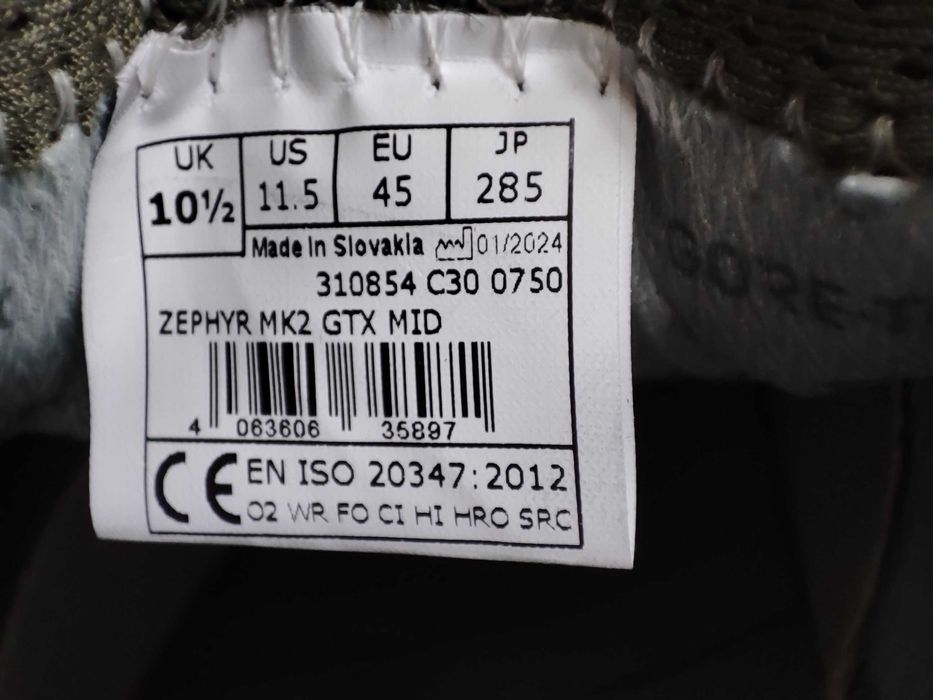 UK US EU JP
10½ 11.5 45 285
Made in Slovakia 01/2024
310854 C30 0750
ZEPHYR MK2 GTX MID
4 063606 35897
CE EN ISO 20347:2012
O2 WR FO CI HI HRO SRC
GORE-T